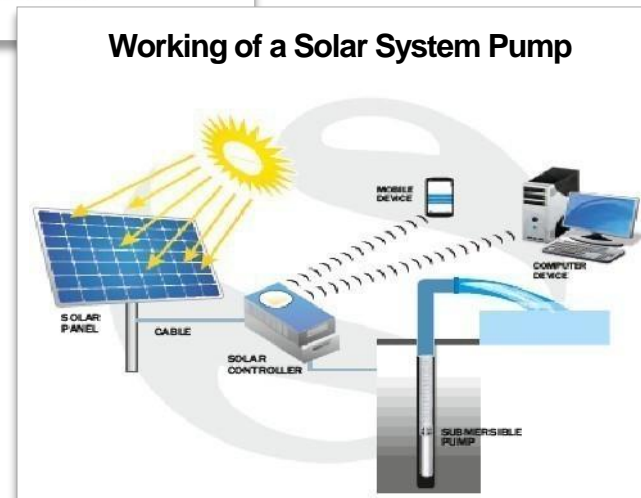 Working of a Solar System Pump
MOBILE
DEVICE
COMPUTER
DEVICE
SOLAR
PANEL
CABLE
SOLAR
CONTROLLER
SUBMERSIBLE
PUMP